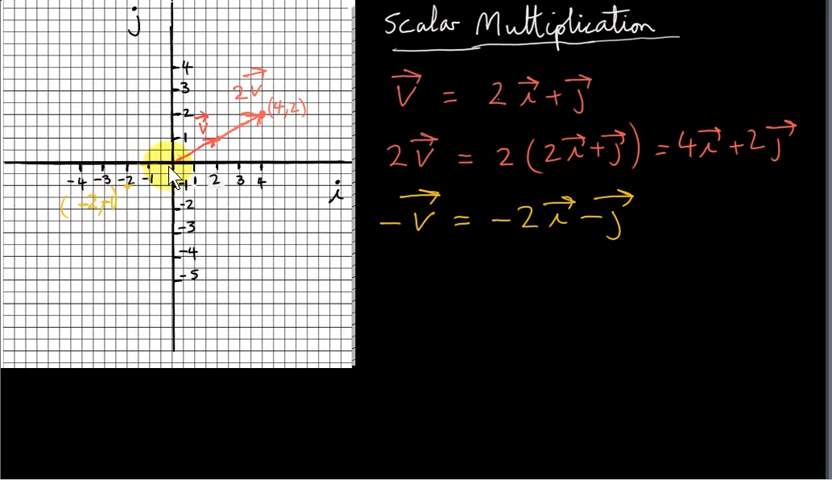 Scalar Multiplication
j
4
3
2
1
2v⃗
(4,2)
v⃗
-4 -3 -2 -1 1 2 3 4
i
-1
-2
-3
-4
-5
(-2,-1)
v⃗ = 2i⃗ + j⃗
2v⃗ = 2(2i⃗ + j⃗) = 4i⃗ + 2j⃗
-v⃗ = -2i⃗ - j⃗